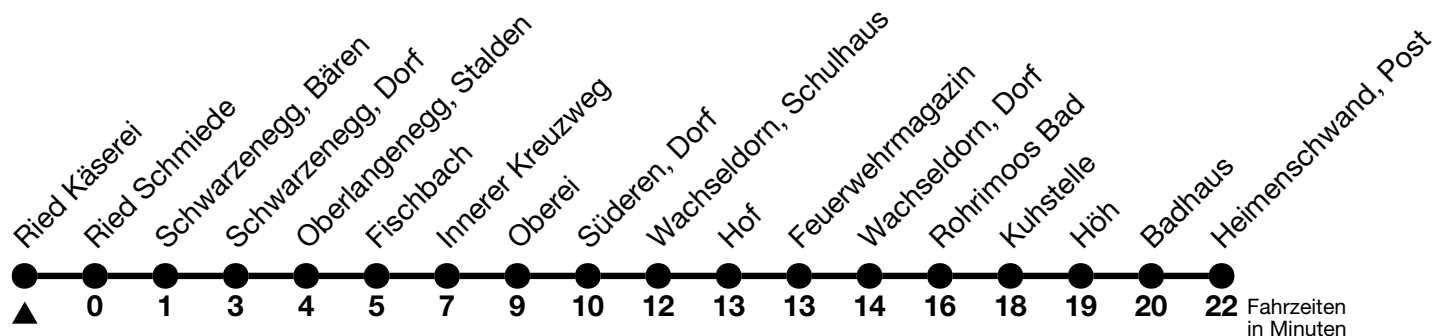 Ried Käserei
Ried Schmiede
Schwarzenegg, Bären
Schwarzenegg, Dorf
Oberlangenegg, Stalden
Fischbach
Innerer Kreuzweg
Oberei
Süderen, Dorf
Wachseldorn, Schulhaus
Hof
Feuerwehrmagazin
Wachseldorn, Dorf
Rohrimoos Bad
Kuhstelle
Höh
Badhaus
Heimenschwand, Post
0 1 3 4 5 7 9 10 12 13 13 14 16 18 19 20 22 Fahrzeiten
in Minuten